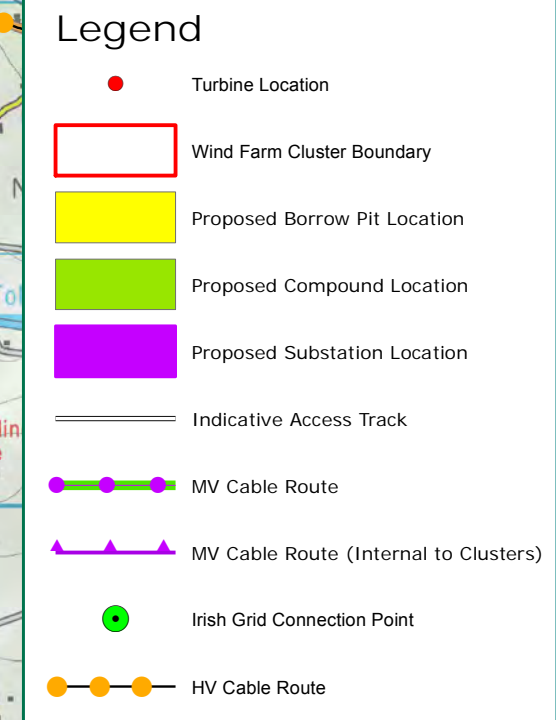 Legend
Turbine Location
Wind Farm Cluster Boundary
Proposed Borrow Pit Location
Proposed Compound Location
Proposed Substation Location
Indicative Access Track
MV Cable Route
MV Cable Route (Internal to Clusters)
Irish Grid Connection Point
HV Cable Route